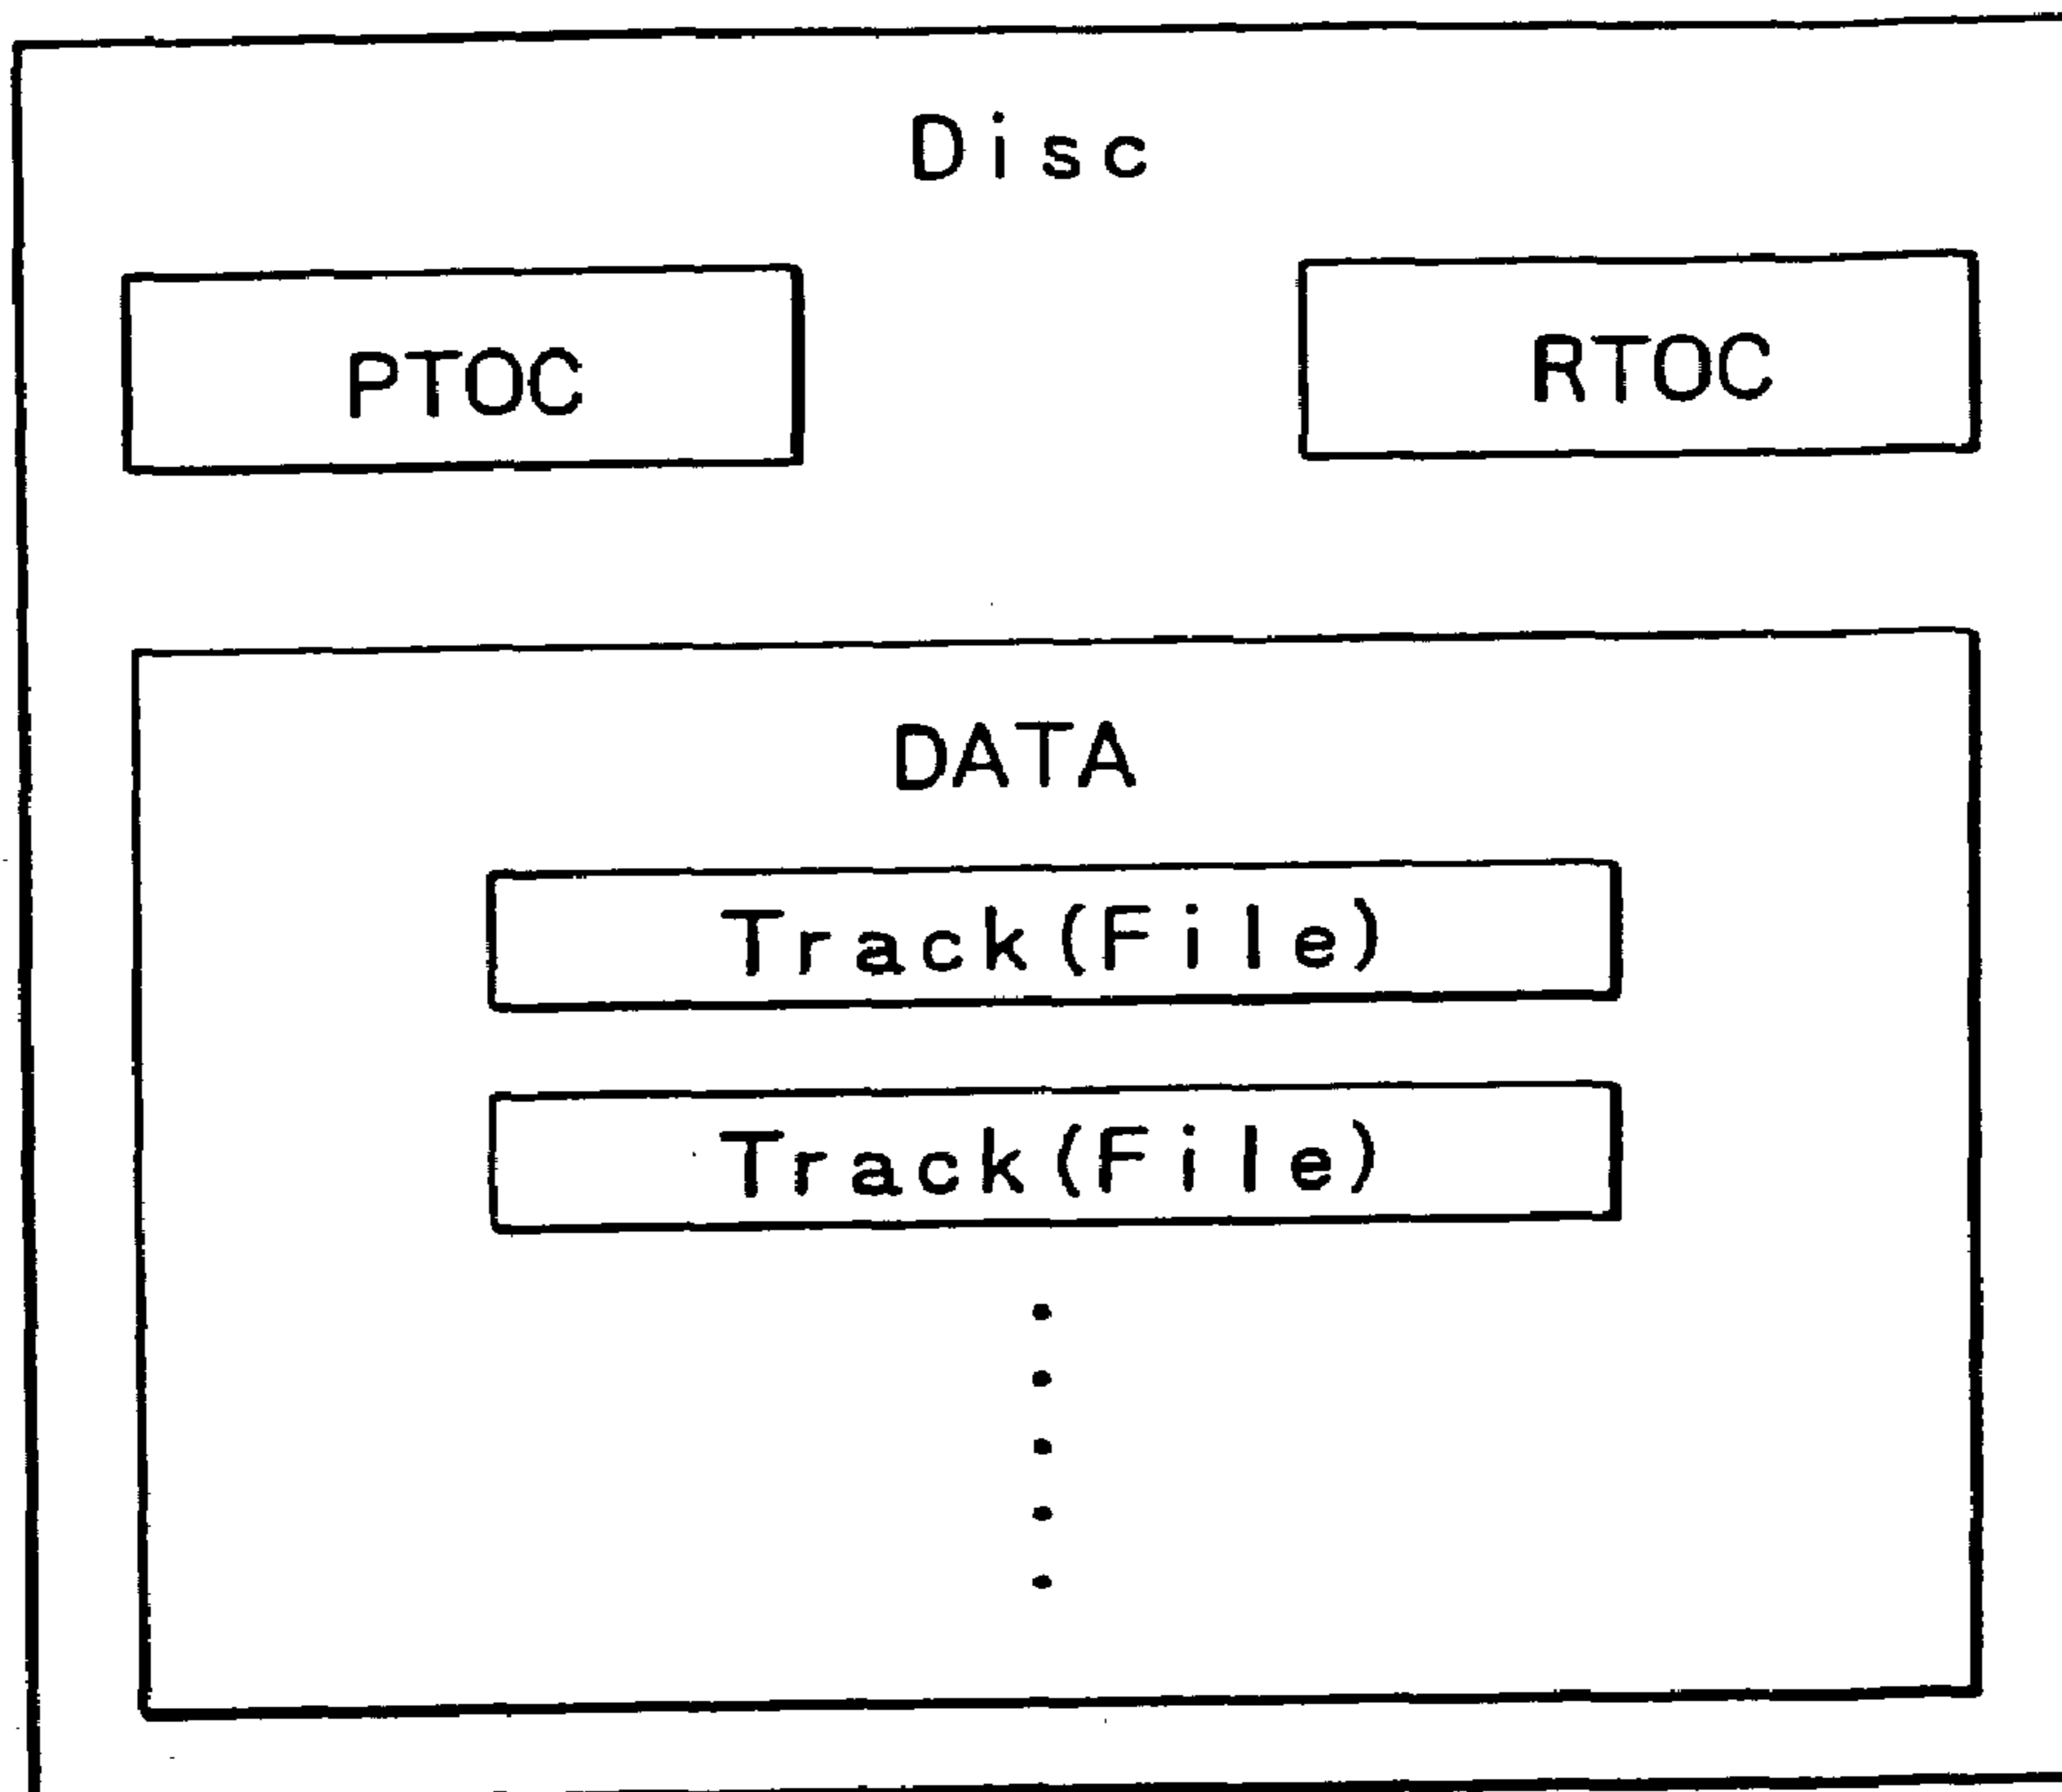 Disc
PTOC
RTOC
DATA
Track(File)
Track(File)